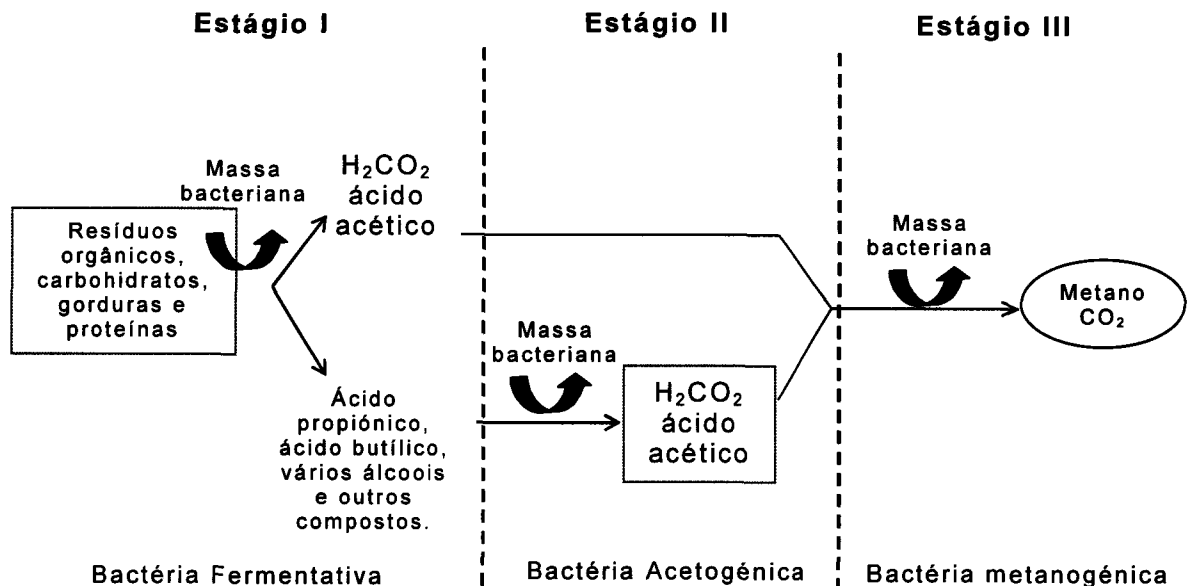 Estágio I
Estágio II
Estágio III
Massa
bacteriana
H₂CO₂
ácido
acético
Resíduos
orgânicos,
carbohidratos,
gorduras e
proteínas
Ácido
propiónico,
ácido butílico,
vários álcoois
e outros
compostos.
Massa
bacteriana
H₂CO₂
ácido
acético
Massa
bacteriana
Metano
CO₂
Bactéria Fermentativa
Bactéria Acetogénica
Bactéria metanogénica